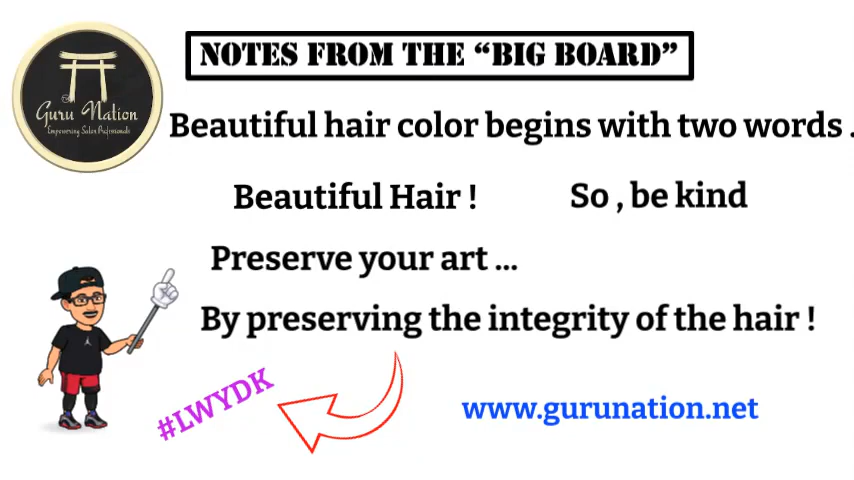 NOTES FROM THE “BIG BOARD”
The
Guru Nation
Empowering Salon Professionals
Beautiful hair color begins with two words .
Beautiful Hair ! So , be kind
Preserve your art ...
By preserving the integrity of the hair !
#LWYDK
www.gurunation.net